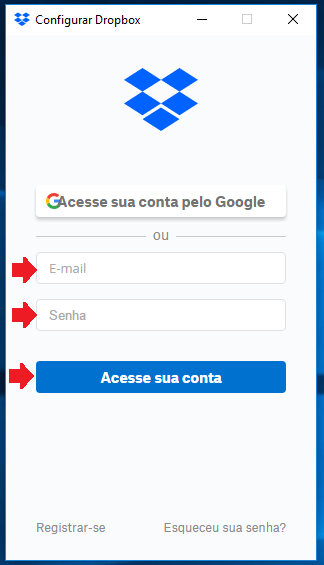 Configurar Dropbox
Acesse sua conta pelo Google
ou
E-mail
Senha
Acesse sua conta
Registrar-se
Esqueceu sua senha?